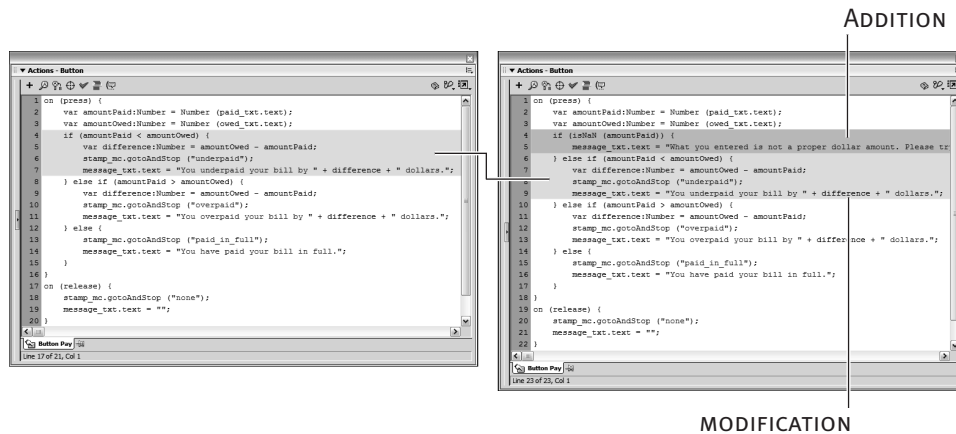 ADDITION
Actions - Button
1 on (press) {
2 var amountPaid:Number = Number (paid_txt.text);
3 var amountOwed:Number = Number (owed_txt.text);
4 if (amountPaid < amountOwed) {
5 var difference:Number = amountOwed - amountPaid;
6 stamp_mc.gotoAndStop ("underpaid");
7 message_txt.text = "You underpaid your bill by " + difference + " dollars.";
8 } else if (amountPaid > amountOwed) {
9 var difference:Number = amountOwed - amountPaid;
10 stamp_mc.gotoAndStop ("overpaid");
11 message_txt.text = "You overpaid your bill by " + difference + " dollars.";
12 } else {
13 stamp_mc.gotoAndStop ("paid_in_full");
14 message_txt.text = "You have paid your bill in full.";
15 }
16 }
17 on (release) {
18 stamp_mc.gotoAndStop ("none");
19 message_txt.text = "";
20 }
Button Pay
Line 17 of 21, Col 1
Actions - Button
1 on (press) {
2 var amountPaid:Number = Number (paid_txt.text);
3 var amountOwed:Number = Number (owed_txt.text);
4 if (isNaN (amountPaid)) {
5 message_txt.text = "What you entered is not a proper dollar amount. Please tr
6 } else if (amountPaid < amountOwed) {
7 var difference:Number = amountOwed - amountPaid;
8 stamp_mc.gotoAndStop ("underpaid");
9 message_txt.text = "You underpaid your bill by " + difference + " dollars.";
10 } else if (amountPaid > amountOwed) {
11 var difference:Number = amountOwed - amountPaid;
12 stamp_mc.gotoAndStop ("overpaid");
13 message_txt.text = "You overpaid your bill by " + difference + " dollars.";
14 } else {
15 stamp_mc.gotoAndStop ("paid_in_full");
16 message_txt.text = "You have paid your bill in full.";
17 }
18 }
19 on (release) {
20 stamp_mc.gotoAndStop ("none");
21 message_txt.text = "";
22 }
Button Pay
Line 23 of 23, Col 1
MODIFICATION